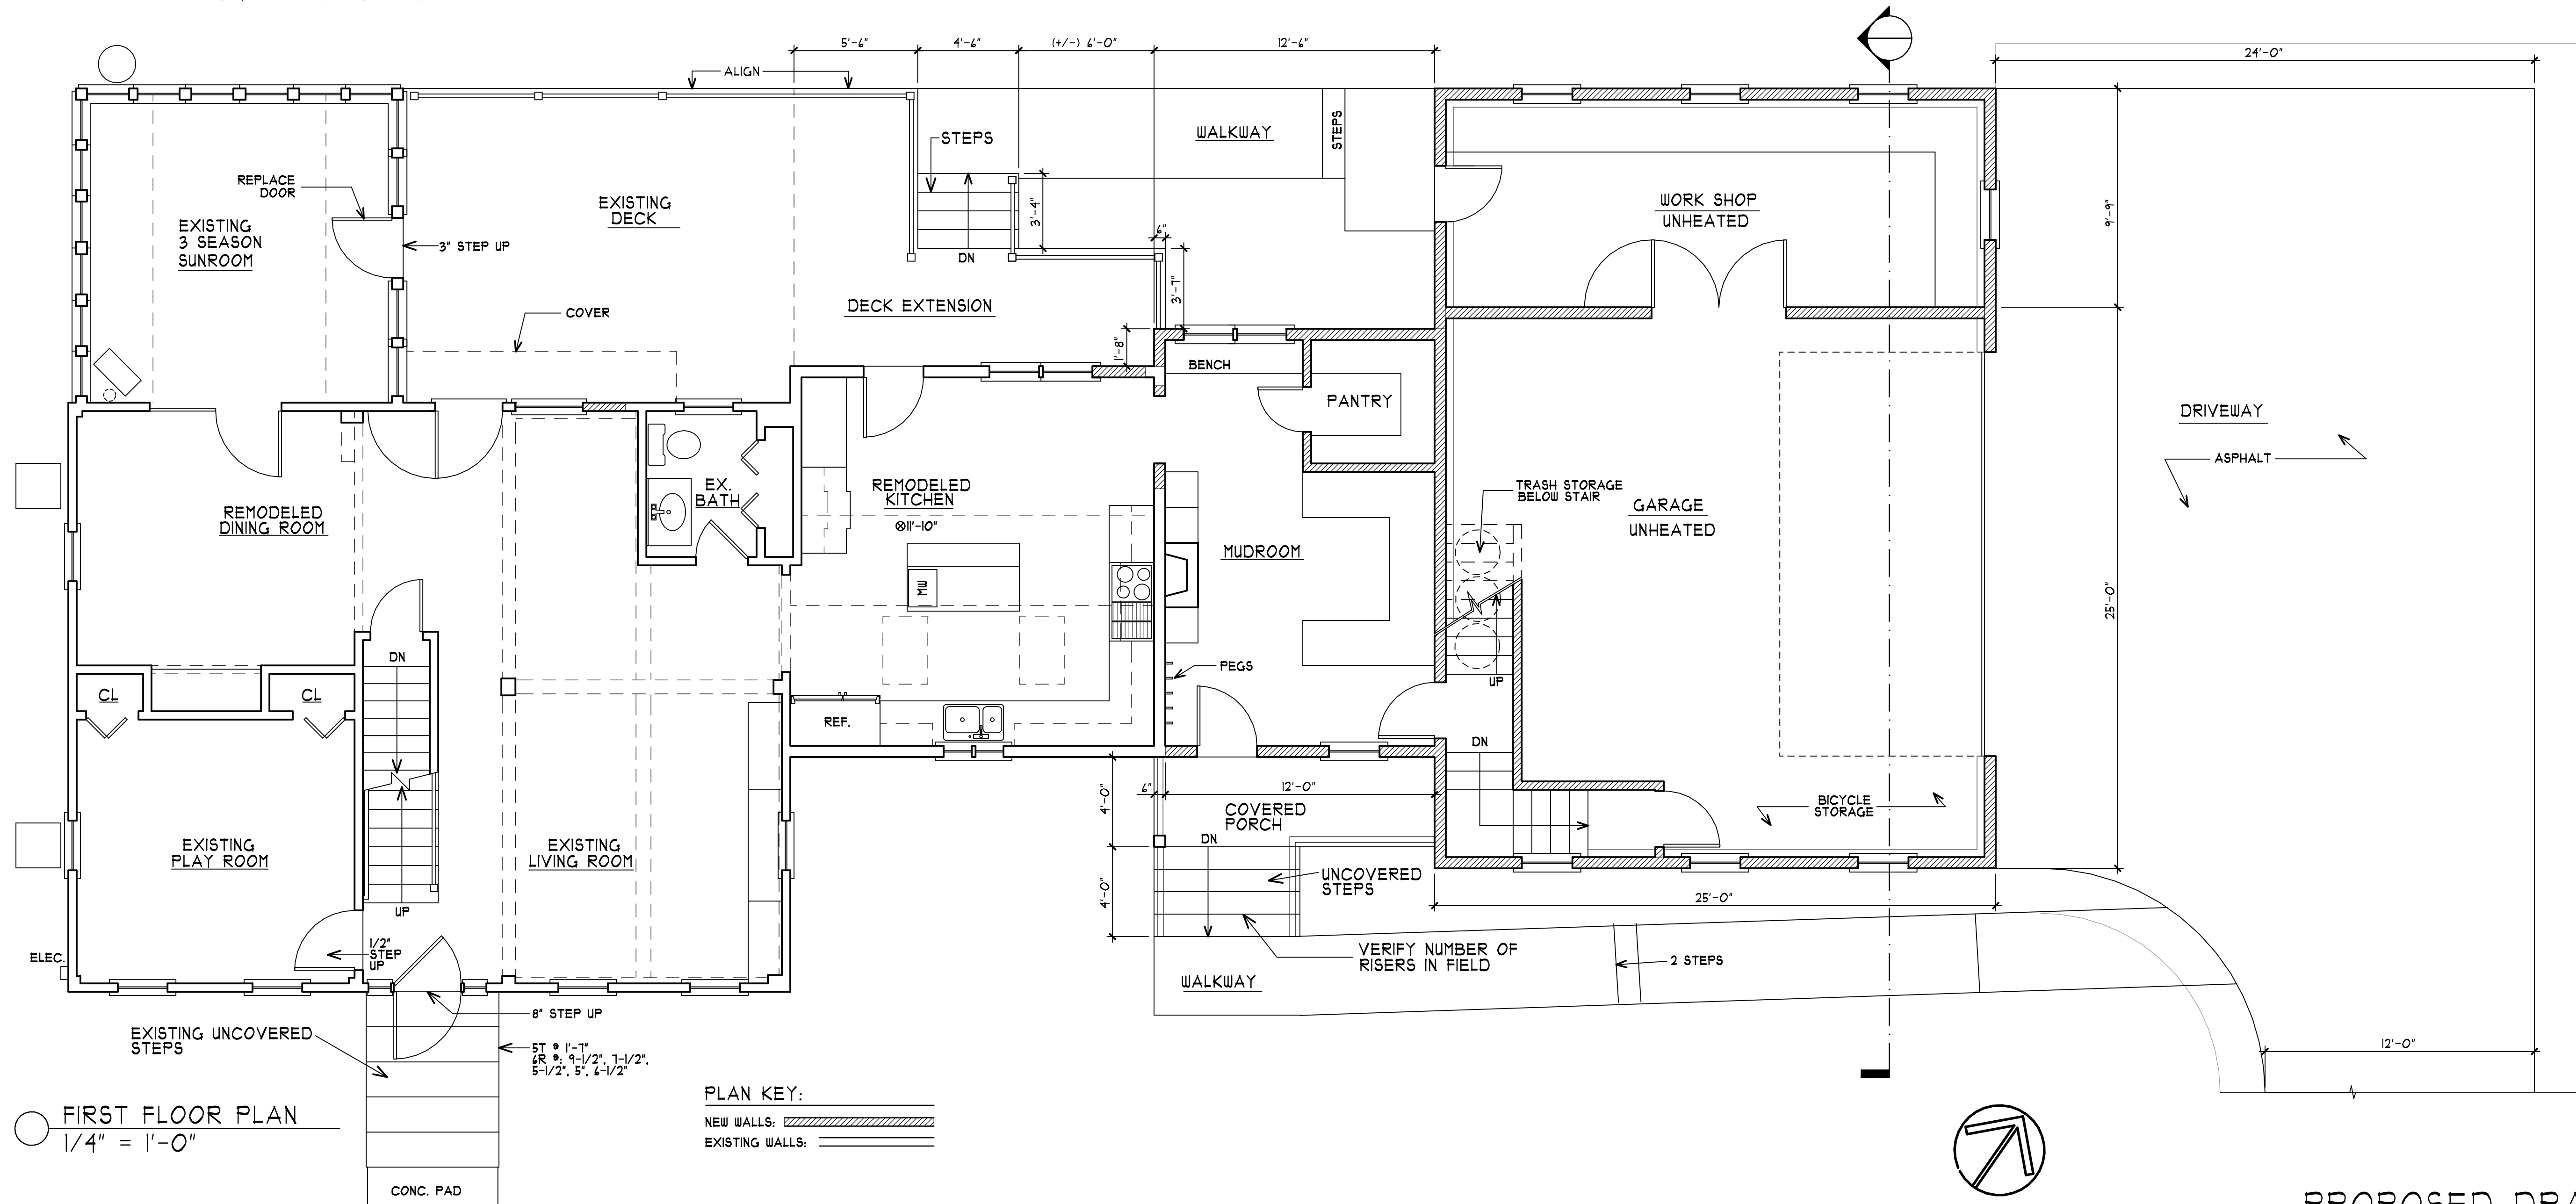 5'-6"
4'-6"
(+/-) 6'-0"
12'-6"
24'-0"
ALIGN
STEPS
WALKWAY
STEPS
REPLACE
DOOR
EXISTING
3 SEASON
SUNROOM
3" STEP UP
EXISTING
DECK
3'-4"
6"
DN
3'-7"
WORK SHOP
UNHEATED
9'-9"
COVER
DECK EXTENSION
1'-8"
BENCH
PANTRY
DRIVEWAY
ASPHALT
REMODELED
DINING ROOM
EX.
BATH
REMODELED
KITCHEN
11'-10"
MW
MUDROOM
TRASH STORAGE
BELOW STAIR
GARAGE
UNHEATED
25'-0"
DN
CL
CL
REF.
PEGS
UP
DN
EXISTING
PLAY ROOM
UP
EXISTING
LIVING ROOM
4'-0"
6"
12'-0"
COVERED
PORCH
DN
4'-0"
UNCOVERED
STEPS
BICYCLE
STORAGE
25'-0"
VERIFY NUMBER OF
RISERS IN FIELD
2 STEPS
WALKWAY
ELEC.
1/2"
STEP
UP
8" STEP UP
EXISTING UNCOVERED
STEPS
5T @ 1'-7"
6R @: 9-1/2", 7-1/2",
5-1/2", 5", 6-1/2"
12'-0"
FIRST FLOOR PLAN
1/4" = 1'-0"
PLAN KEY:
NEW WALLS:
EXISTING WALLS:
CONC. PAD
PROPOSED